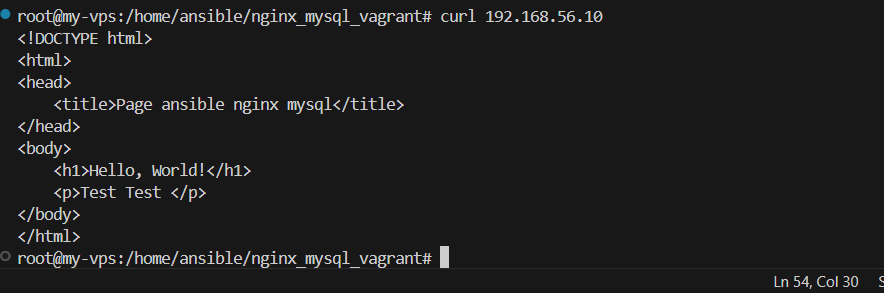 root@my-vps:/home/ansible/nginx_mysql_vagrant# curl 192.168.56.10
<!DOCTYPE html>
<html>
<head>
    <title>Page ansible nginx mysql</title>
</head>
<body>
    <h1>Hello, World!</h1>
    <p>Test Test </p>
</body>
</html>
root@my-vps:/home/ansible/nginx_mysql_vagrant#
Ln 54, Col 30